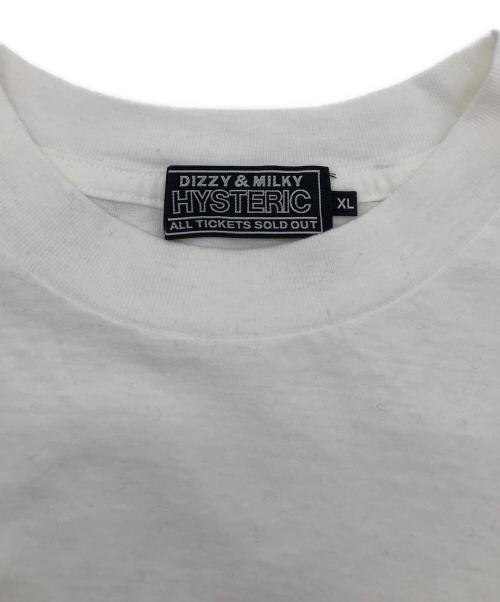 DIZZY & MILKY
HYSTERIC
ALL TICKETS SOLD OUT
XL